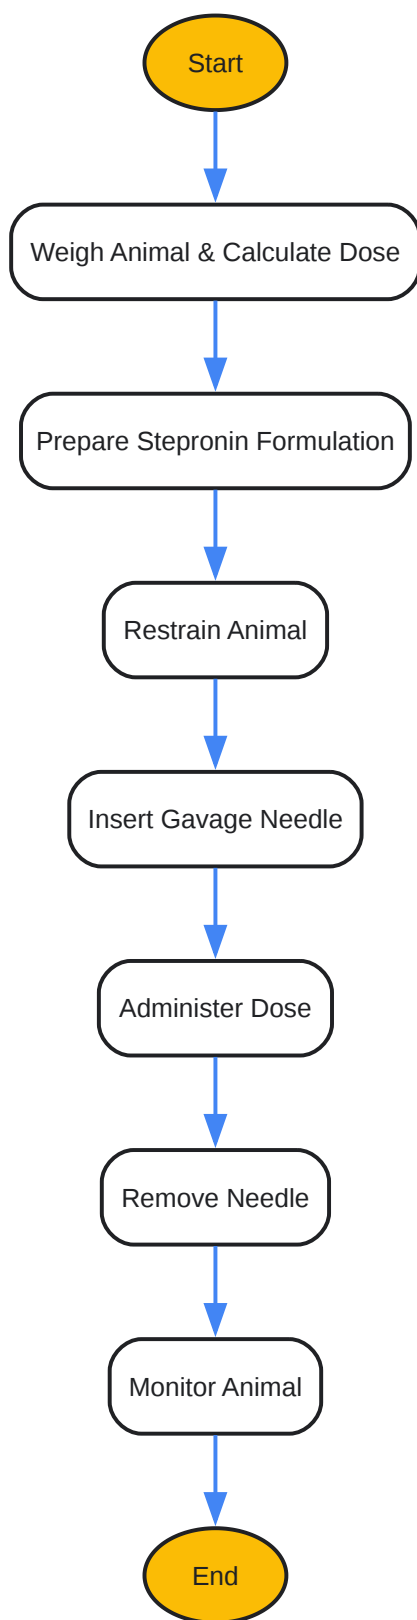 Start
Weigh Animal & Calculate Dose
Prepare Stepronin Formulation
Restrain Animal
Insert Gavage Needle
Administer Dose
Remove Needle
Monitor Animal
End